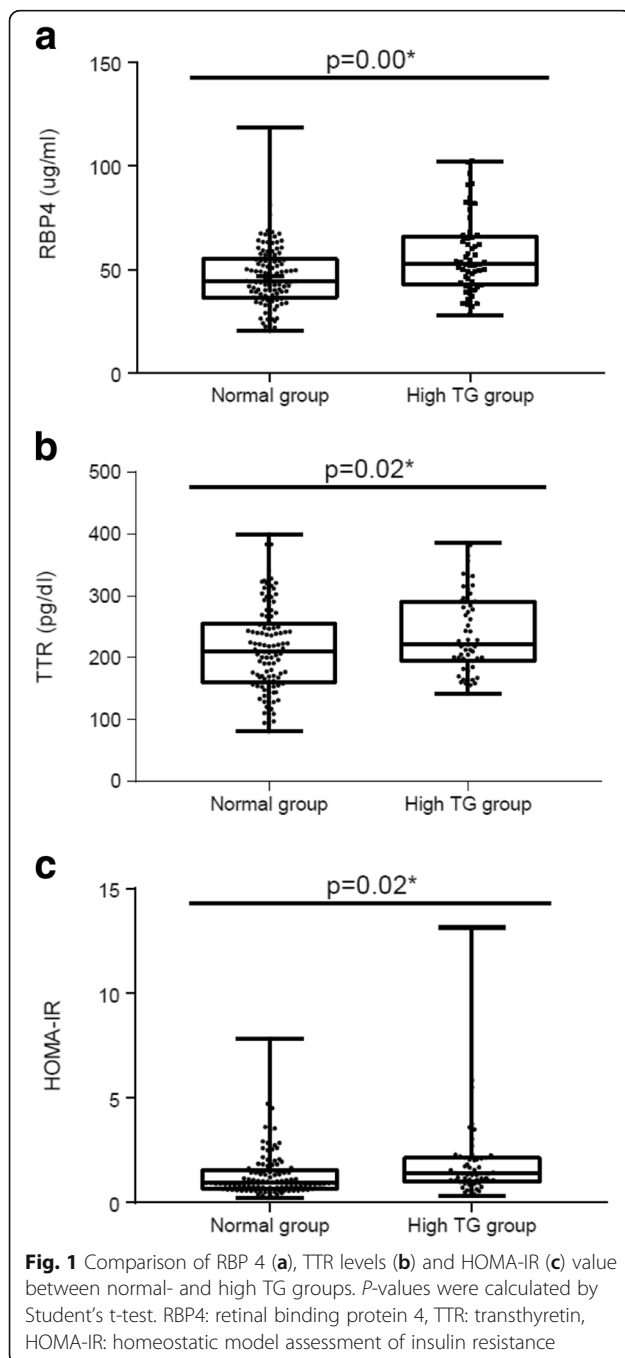 a
p=0.00*
150
100
50
0
RBP4 (ug/ml)
Normal group High TG group
b
p=0.02*
500
400
300
200
100
0
TTR (pg/dl)
Normal group High TG group
c
p=0.02*
15
10
5
0
HOMA-IR
Normal group High TG group
Fig. 1 Comparison of RBP 4 (a), TTR levels (b) and HOMA-IR (c) value
between normal- and high TG groups. P-values were calculated by
Student's t-test. RBP4: retinal binding protein 4, TTR: transthyretin,
HOMA-IR: homeostatic model assessment of insulin resistance